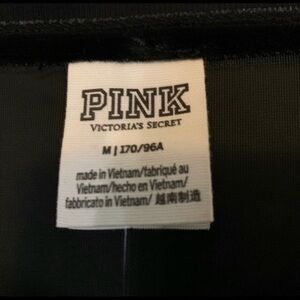 PINK
VICTORIA'S SECRET
M | 170/96A
made in Vietnam/fabriqué au
Vietnam/hecho en Vietnam/
fabbricato in Vietnam/ 越南制造